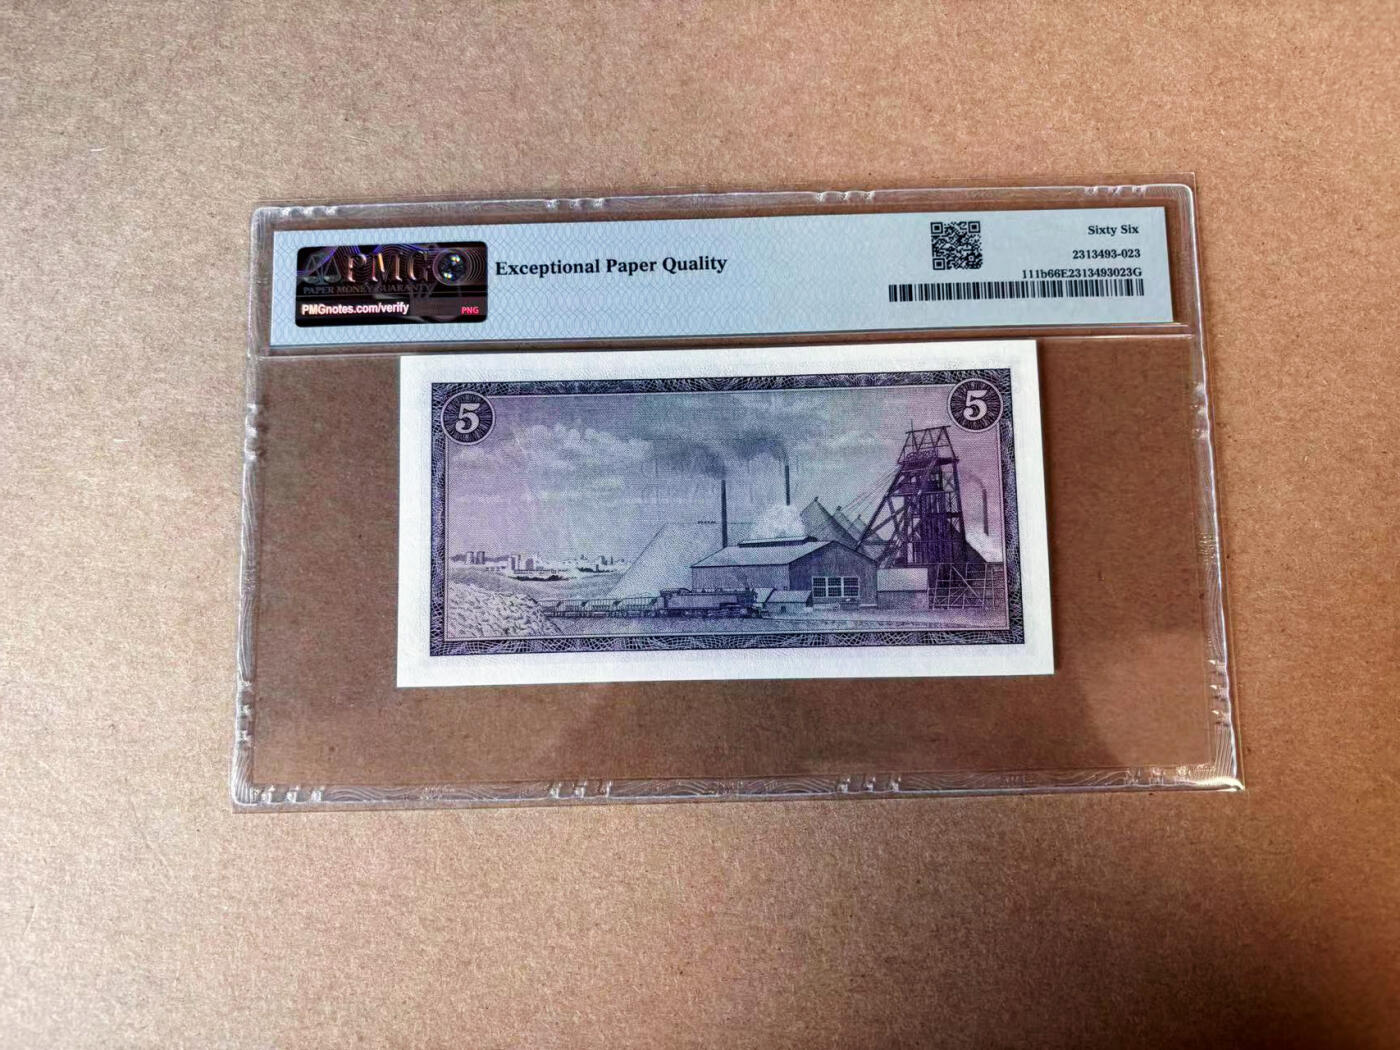 PMG
PAPER MONEY GUARANTY
PMGnotes.com/verify
PNG
Exceptional Paper Quality
Sixty Six
2313493-023
111b66E2313493023G
5
5